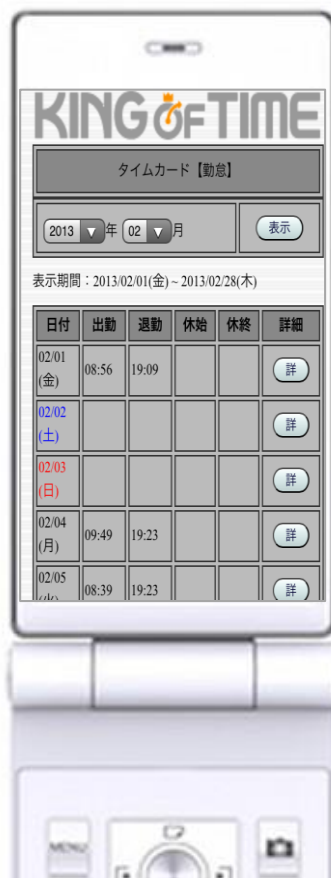 KING OF TIME
タイムカード【勤怠】
2013 年 02 月 表示
表示期間：2013/02/01(金) ~ 2013/02/28(木)
日付 出勤 退勤 休始 休終 詳細
02/01 (金) 08:56 19:09 詳
02/02 (土) 詳
02/03 (日) 詳
02/04 (月) 09:49 19:23 詳
02/05 08:39 19:23 詳
MENU